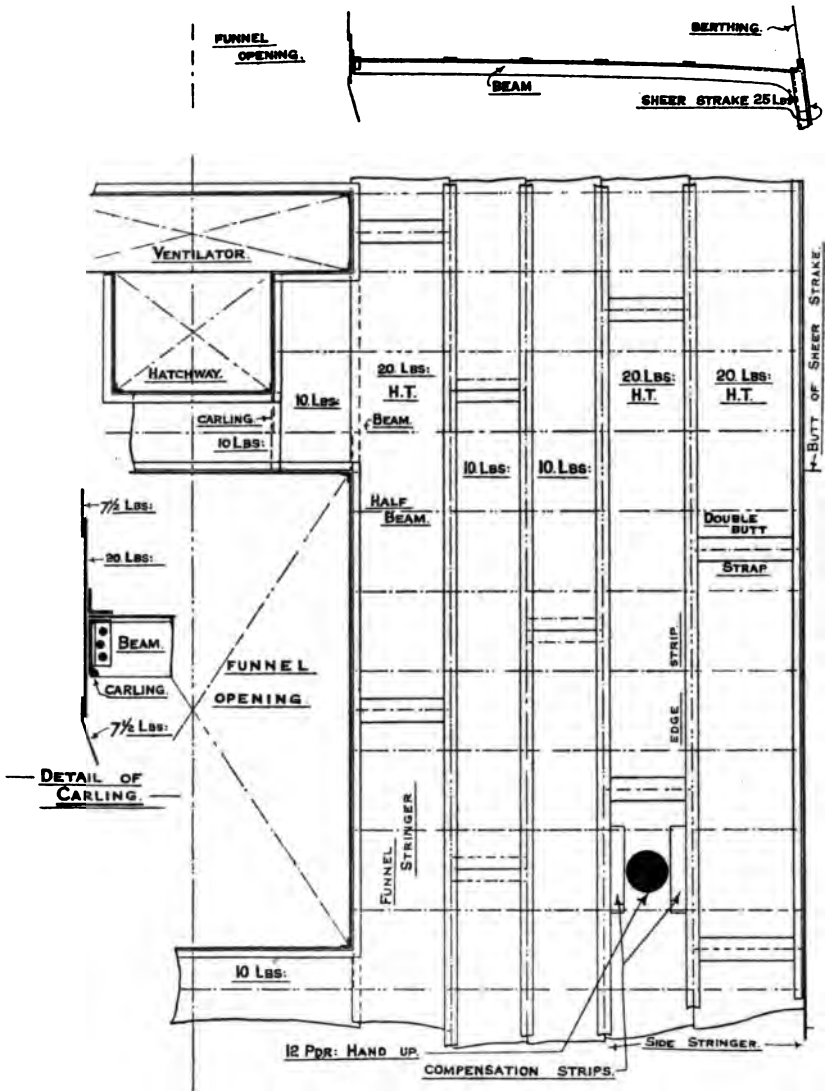 FUNNEL
OPENING.
BERTHING.
BEAM
SHEER STRAKE 25 LBS
VENTILATOR.
HATCHWAY.
CARLING.
10 LBS:
10 LBS:
20 LBS:
H.T.
BEAM.
10 LBS:
10 LBS:
20 LBS:
H.T.
20 LBS:
H.T.
BUTT OF SHEER STRAKE.
HALF
BEAM.
DOUBLE
BUTT
STRAP
7½ LBS:
20 LBS:
BEAM.
CARLING.
7½ LBS:
DETAIL OF
CARLING.
FUNNEL
OPENING.
EDGE STRIP
FUNNEL
STRINGER
10 LBS:
12 PDR: HAND UP.
COMPENSATION STRIPS.
SIDE STRINGER.